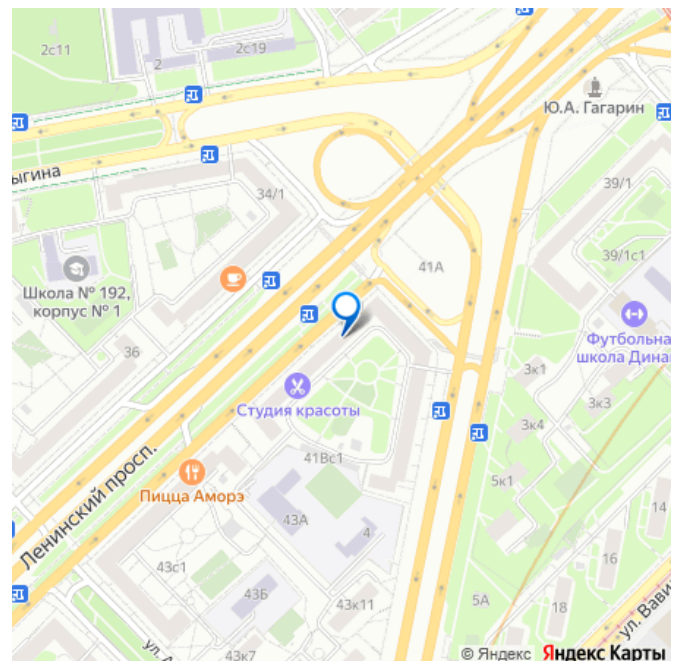 2с11
2
2с19
Ю.А. Гагарин
ыгина
34/1
39/1
41А
39/1с1
Школа № 192,
корпус № 1
36
Футбольна
школа Дина
3к1
3к3
Студия красоты
3к4
41Вс1
5к1
Пицца Аморэ
Ленинский просп.
43А
4
14
16
43с1
43Б
43к11
5А
18
ул. Вави
ул. А
43к7
© Яндекс Яндекс Карты